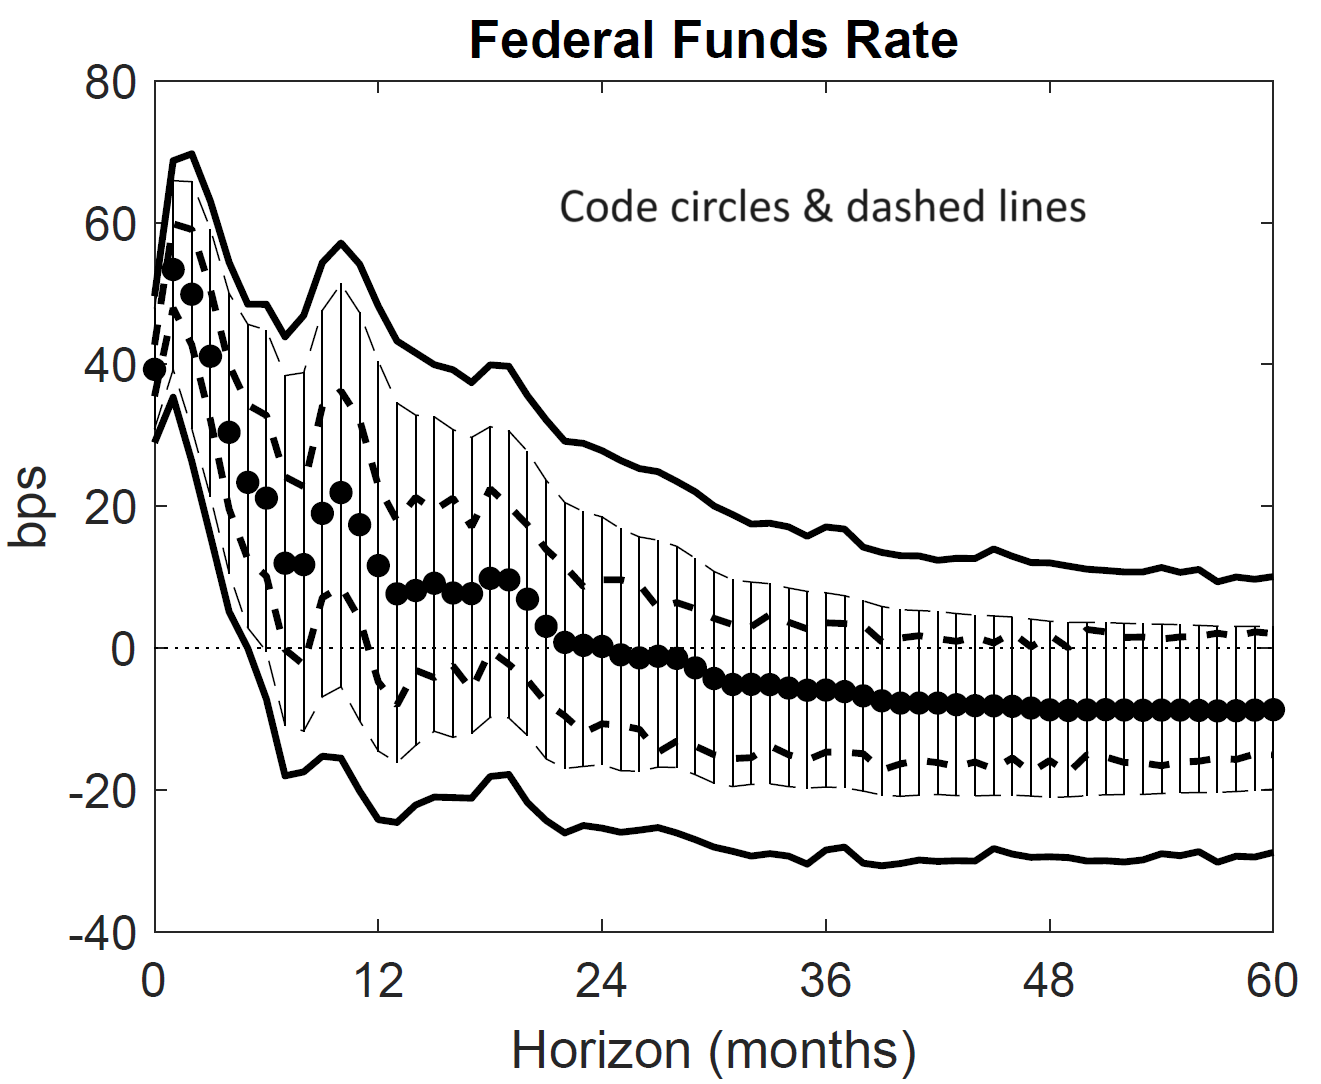 Federal Funds Rate
80
60
40
20
0
-20
-40
bps
Code circles & dashed lines
0 12 24 36 48 60
Horizon (months)